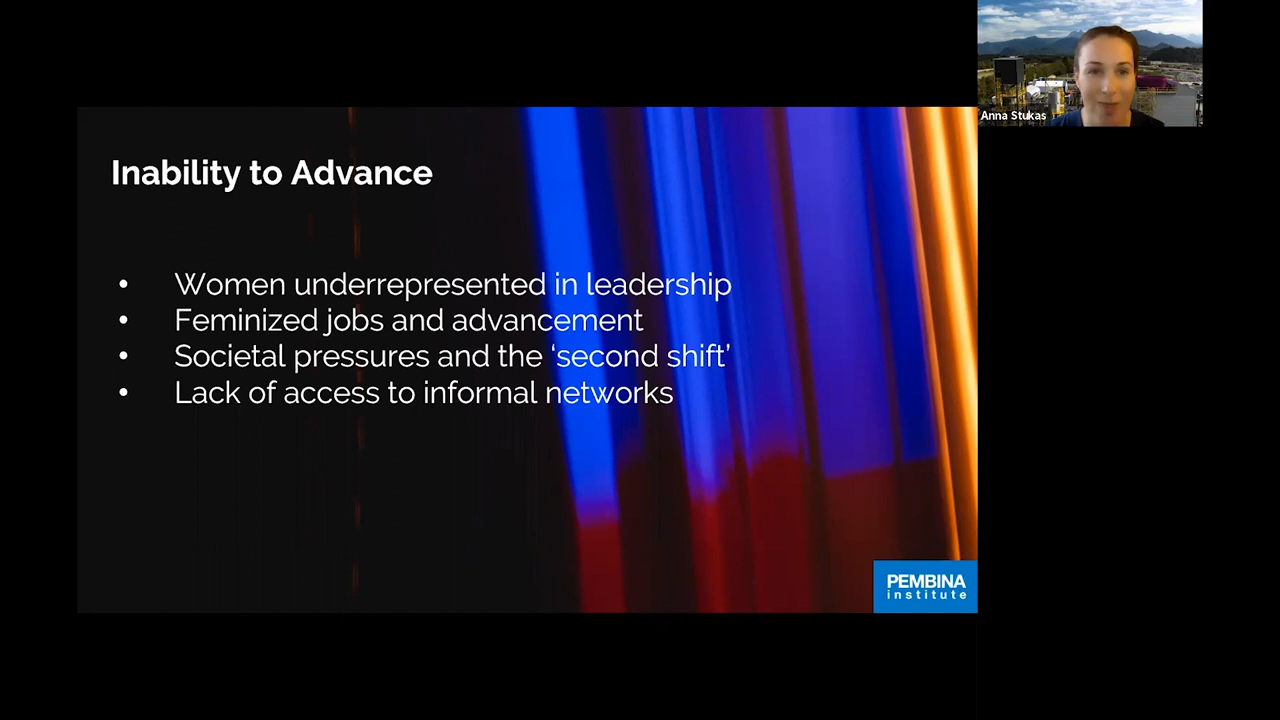 Anna Stukas
Inability to Advance
• Women underrepresented in leadership
• Feminized jobs and advancement
• Societal pressures and the ‘second shift’
• Lack of access to informal networks
PEMBINA
institute